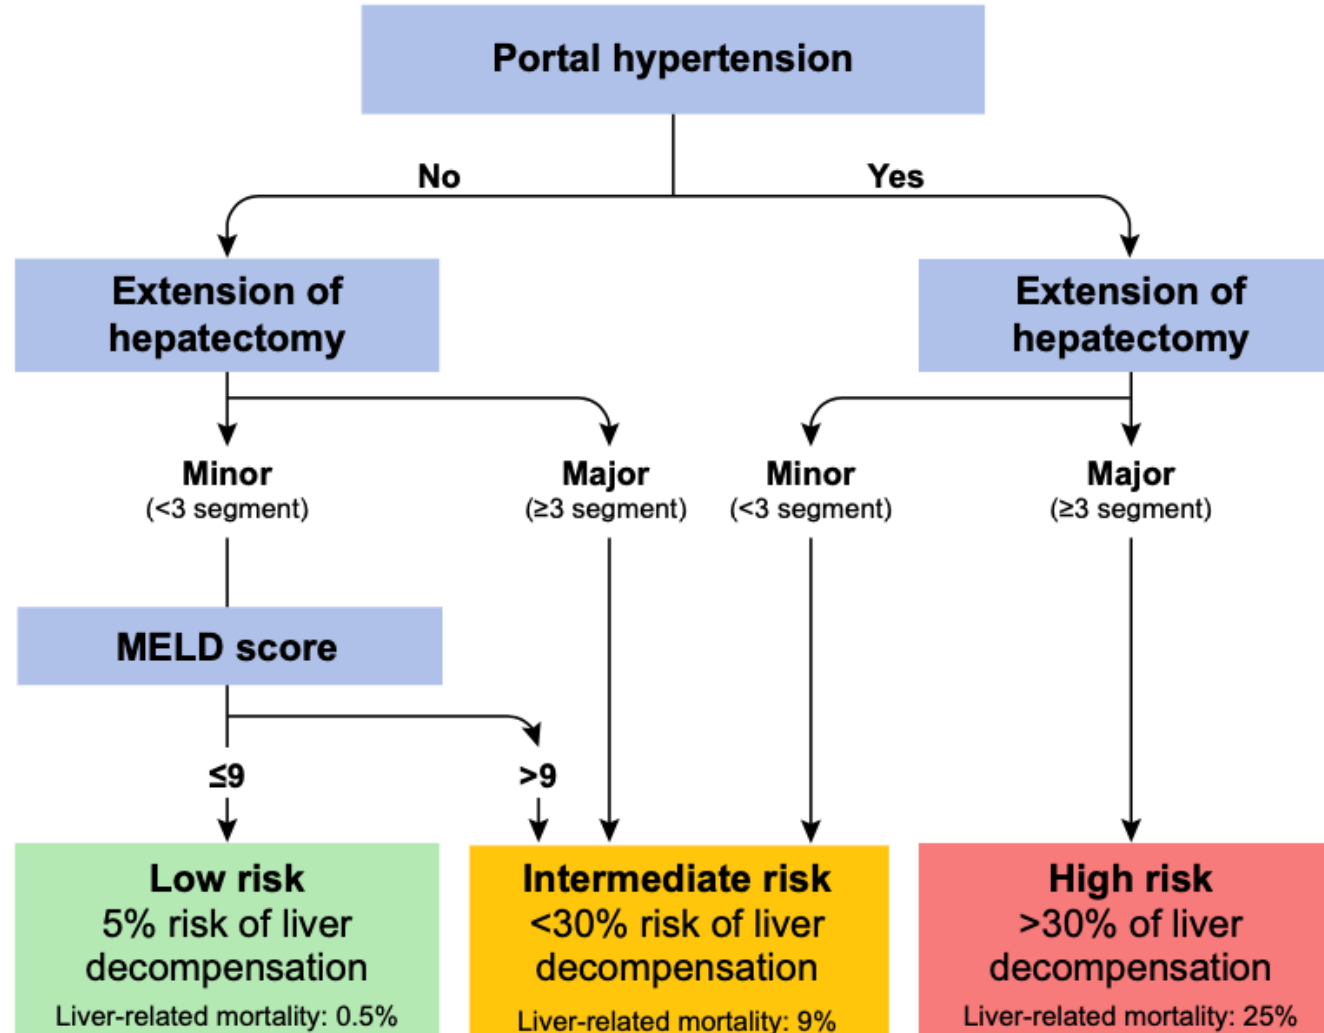 Portal hypertension
No
Yes
Extension of
hepatectomy
Extension of
hepatectomy
Minor
(<3 segment)
Major
(≥3 segment)
Minor
(<3 segment)
Major
(≥3 segment)
MELD score
≤9
>9
Low risk
5% risk of liver
decompensation
Liver-related mortality: 0.5%
Intermediate risk
<30% risk of liver
decompensation
Liver-related mortality: 9%
High risk
>30% of liver
decompensation
Liver-related mortality: 25%